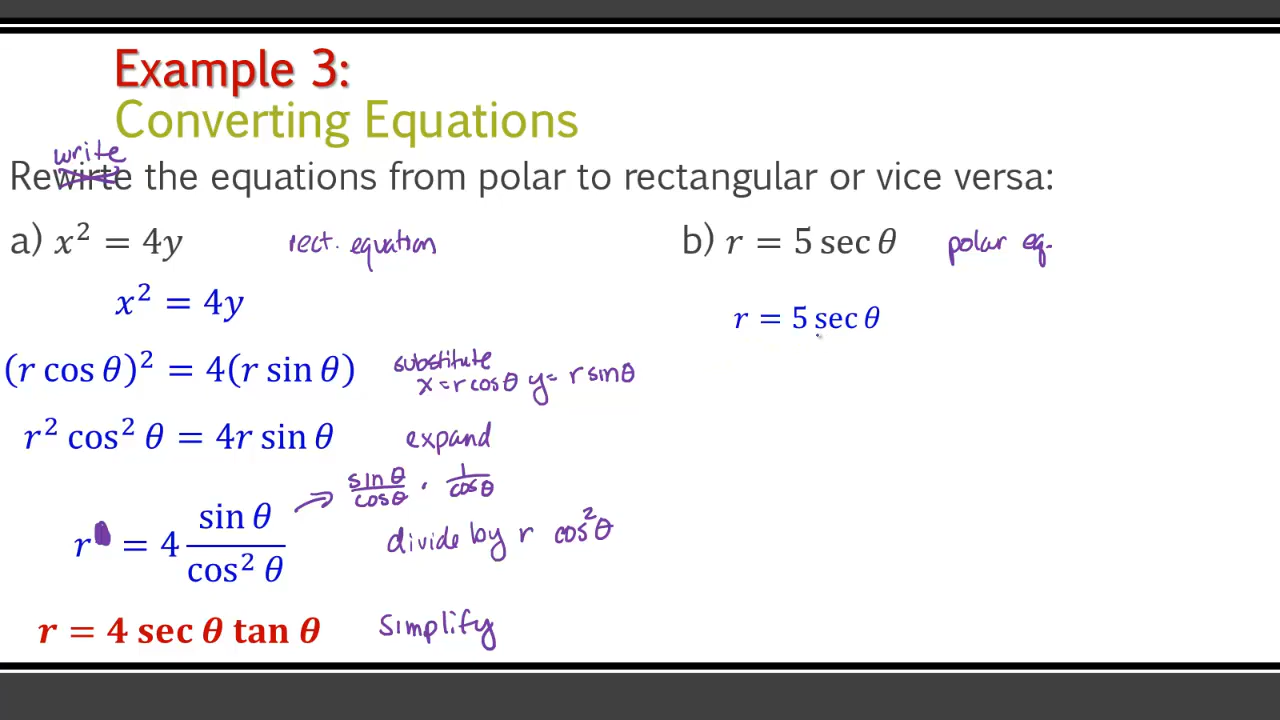 Example 3:
Converting Equations
write
Rewirte the equations from polar to rectangular or vice versa:
a) x² = 4y
rect. equation
x² = 4y
(r cos θ)² = 4(r sin θ)
substitute
x = r cos θ y = r sin θ
r² cos² θ = 4r sin θ
expand
sin θ / cos θ · 1 / cos θ
r = 4 sin θ / cos² θ
divide by r cos² θ
r = 4 sec θ tan θ
Simplify
b) r = 5 sec θ
polar eq.
r = 5 sec θ